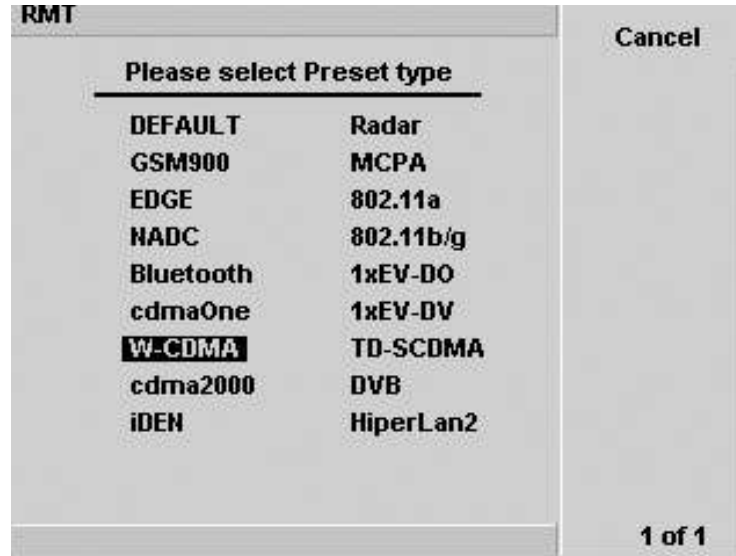 RMT
Cancel
Please select Preset type
DEFAULT Radar
GSM900 MCPA
EDGE 802.11a
NADC 802.11b/g
Bluetooth 1xEV-DO
cdmaOne 1xEV-DV
W-CDMA TD-SCDMA
cdma2000 DVB
iDEN HiperLan2
1 of 1